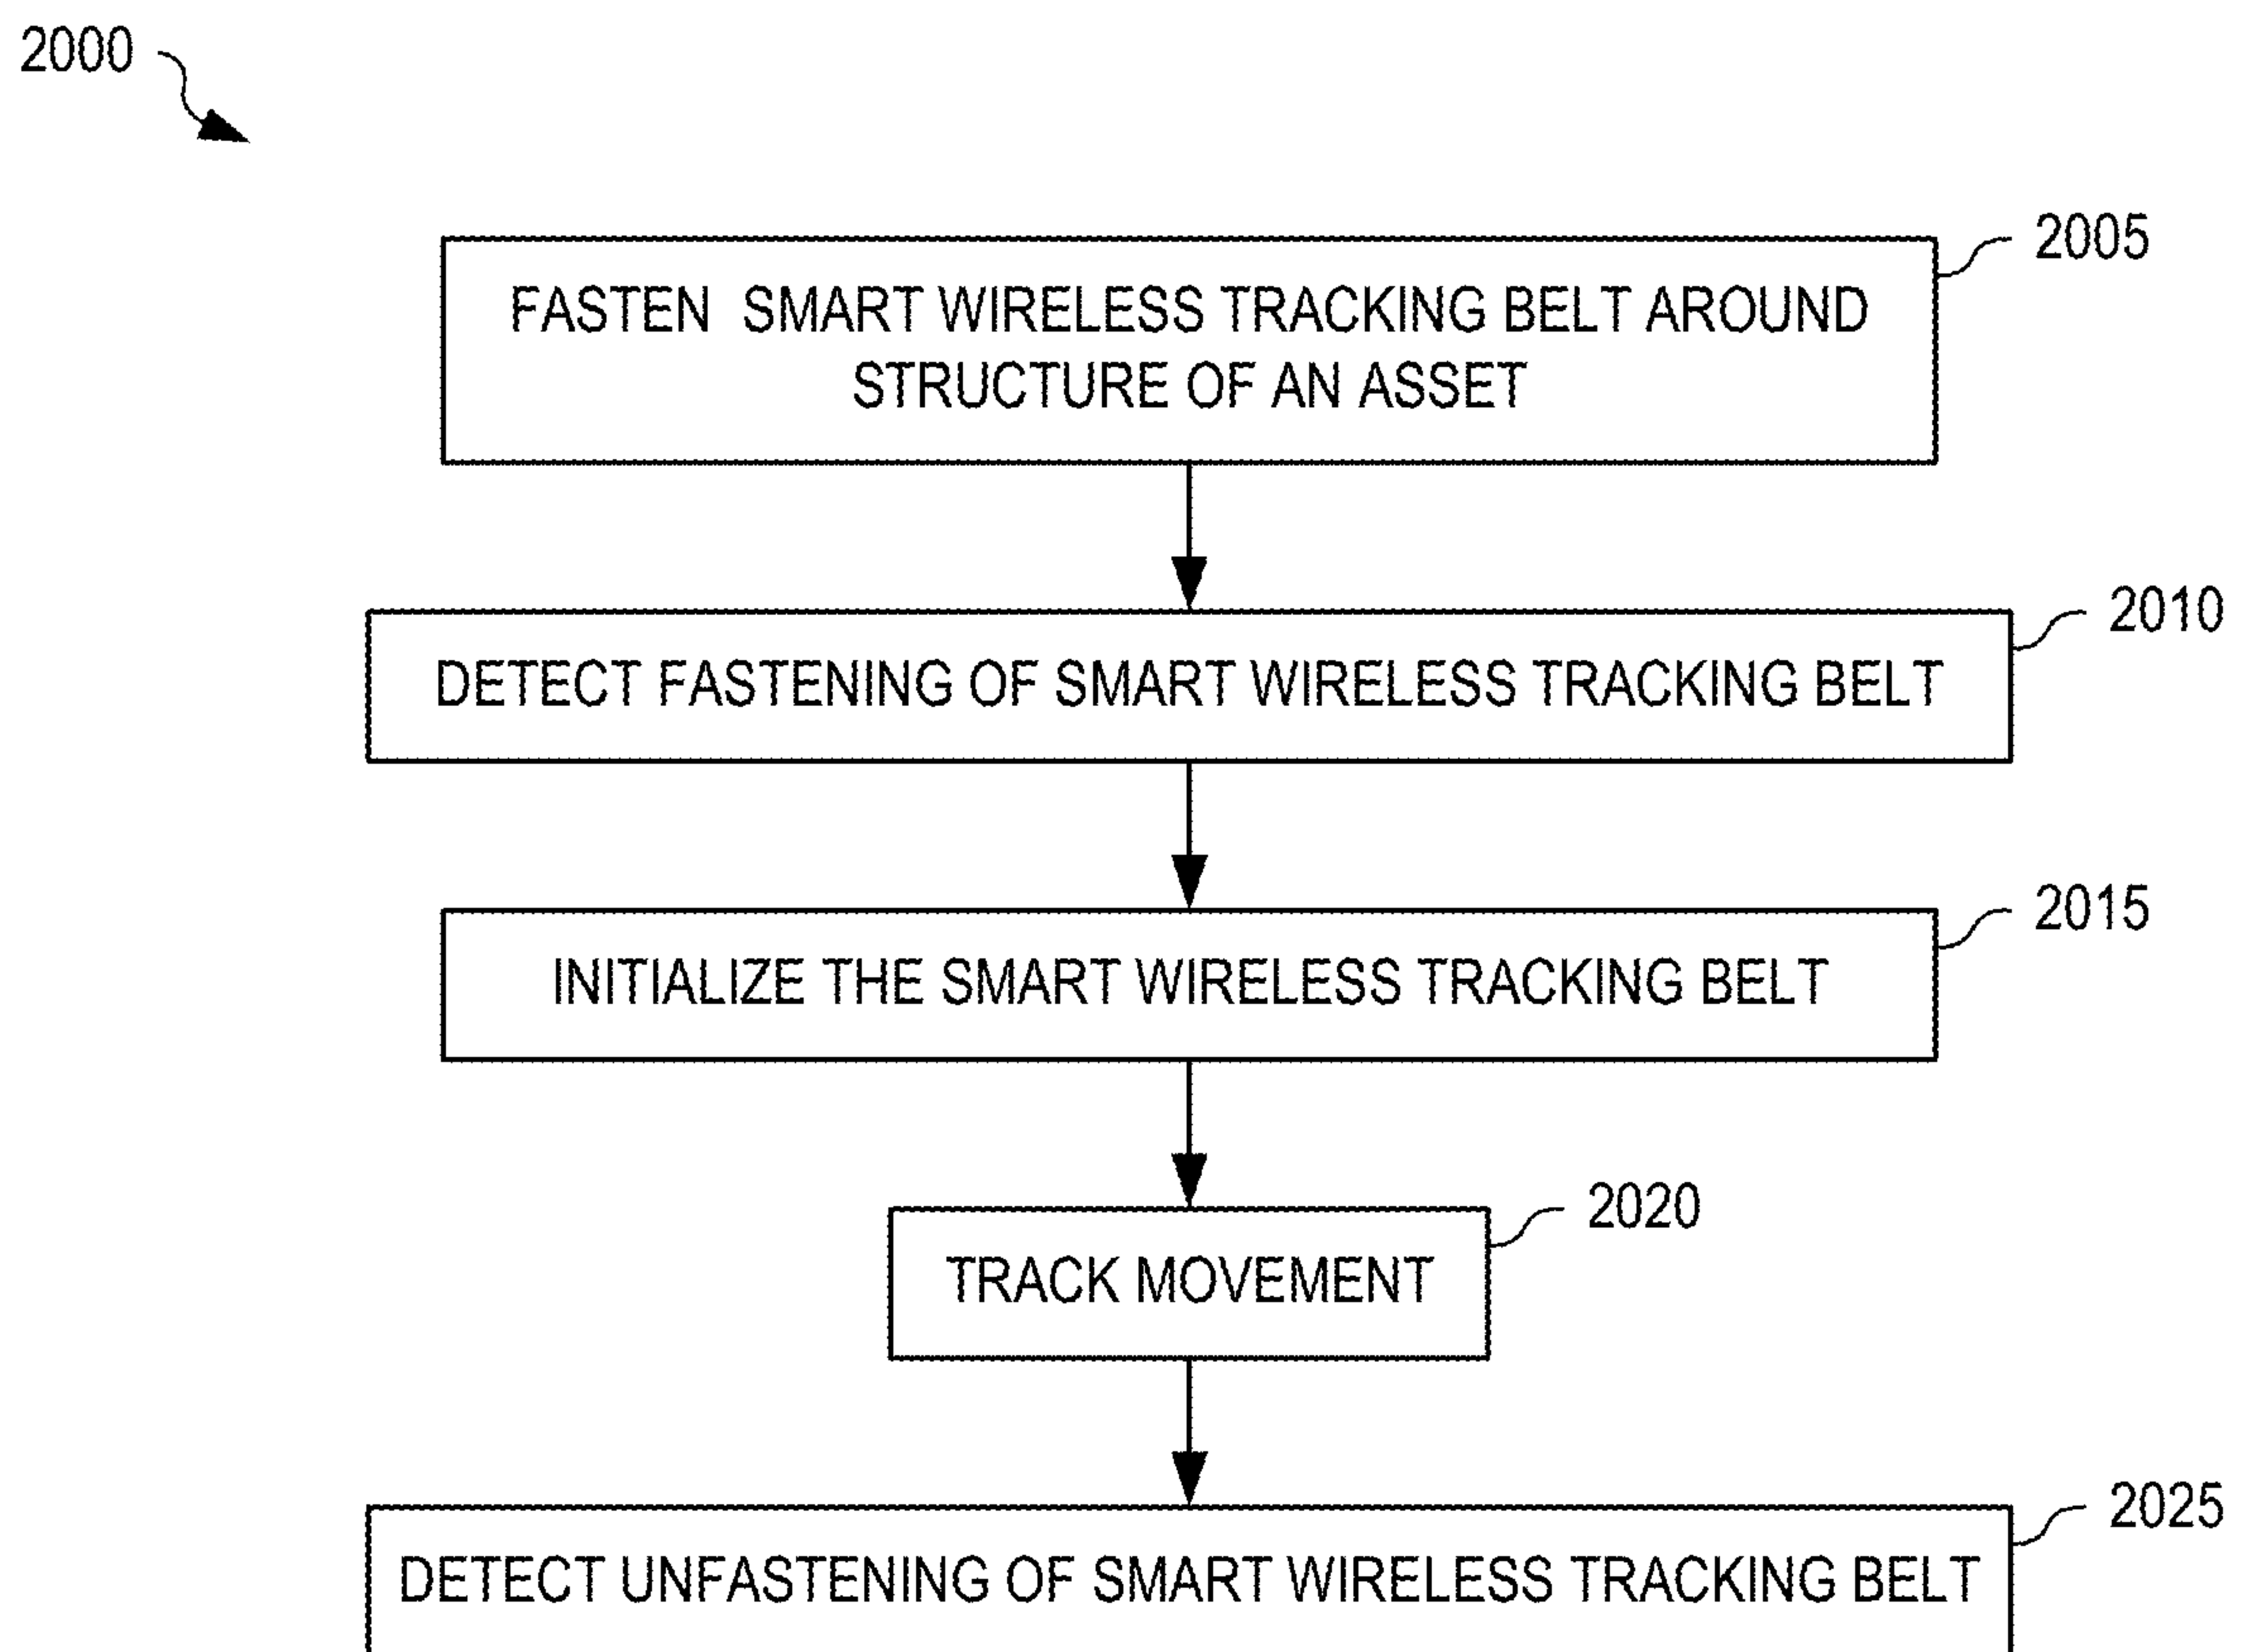 2000
2005
FASTEN SMART WIRELESS TRACKING BELT AROUND
STRUCTURE OF AN ASSET
2010
DETECT FASTENING OF SMART WIRELESS TRACKING BELT
2015
INITIALIZE THE SMART WIRELESS TRACKING BELT
2020
TRACK MOVEMENT
2025
DETECT UNFASTENING OF SMART WIRELESS TRACKING BELT